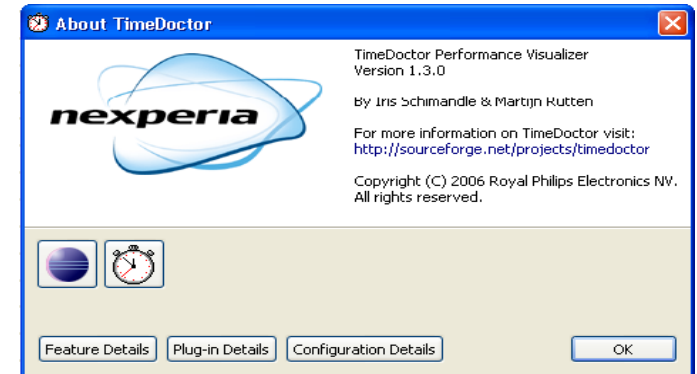 About TimeDoctor
nexperia
TimeDoctor Performance Visualizer
Version 1.3.0
By Iris Schimandle & Martijn Rutten
For more information on TimeDoctor visit:
http://sourceforge.net/projects/timedoctor
Copyright (C) 2006 Royal Philips Electronics NV.
All rights reserved.
Feature Details
Plug-in Details
Configuration Details
OK